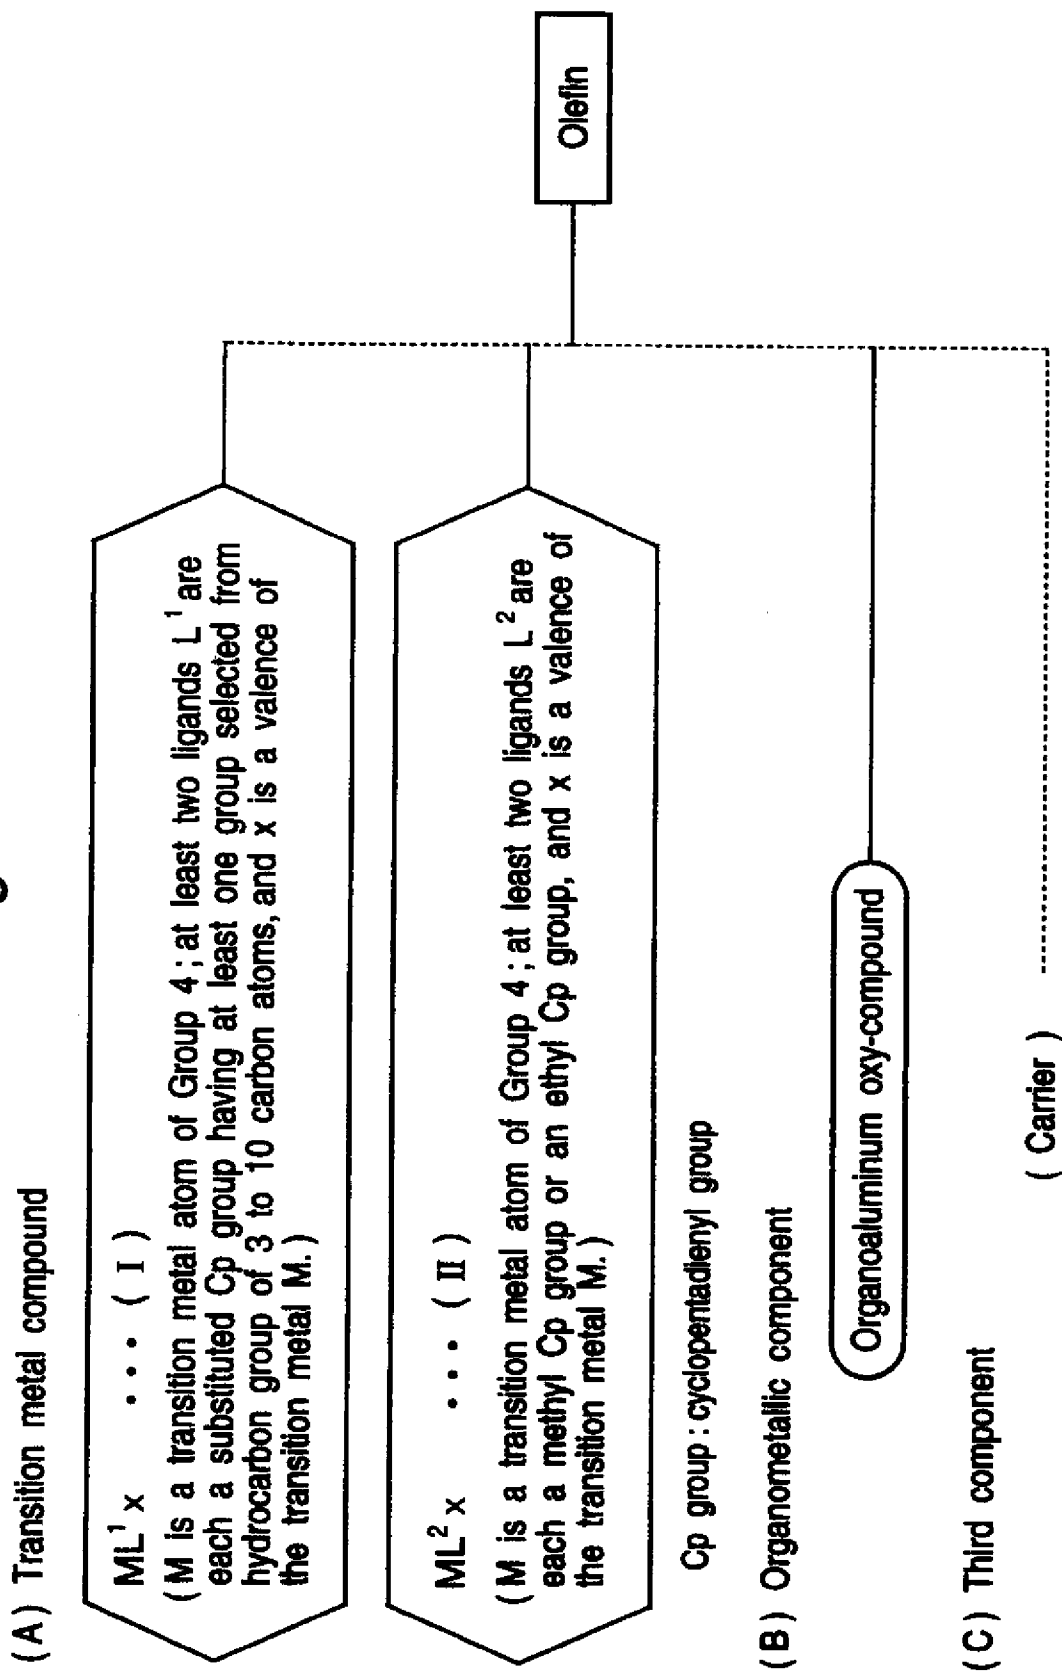 (A) Transition metal compound
ML¹x ••• (I)
(M is a transition metal atom of Group 4; at least two ligands L¹ are
each a substituted Cp group having at least one group selected from
hydrocarbon group of 3 to 10 carbon atoms, and x is a valence of
the transition metal M.)
ML²x ••• (II)
(M is a transition metal atom of Group 4; at least two ligands L² are
each a methyl Cp group or an ethyl Cp group, and x is a valence of
the transition metal M.)
Cp group : cyclopentadienyl group
(B) Organometallic component
Organoaluminum oxy-compound
(C) Third component
(Carrier)
Olefin